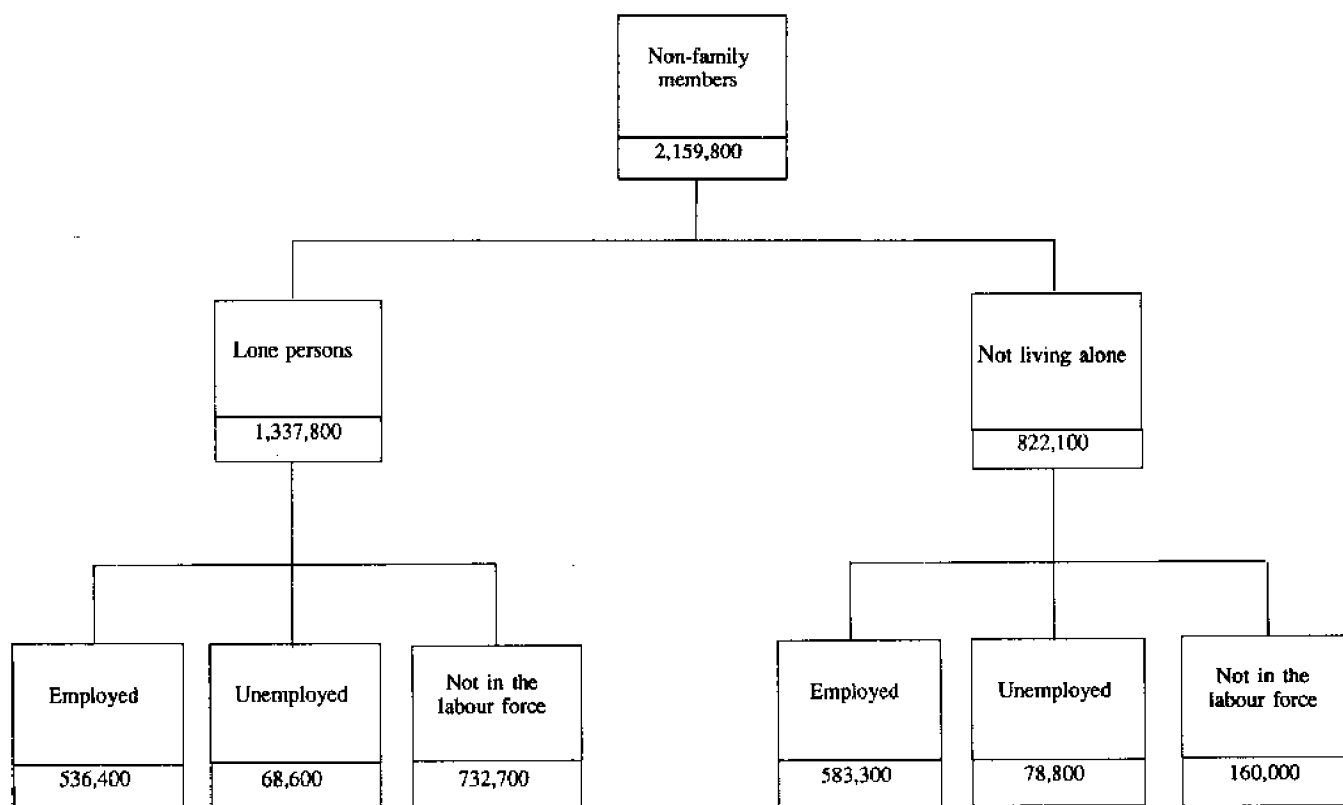 Non-family
members
2,159,800
Lone persons
1,337,800
Not living alone
822,100
Employed
536,400
Unemployed
68,600
Not in the
labour force
732,700
Employed
583,300
Unemployed
78,800
Not in the
labour force
160,000